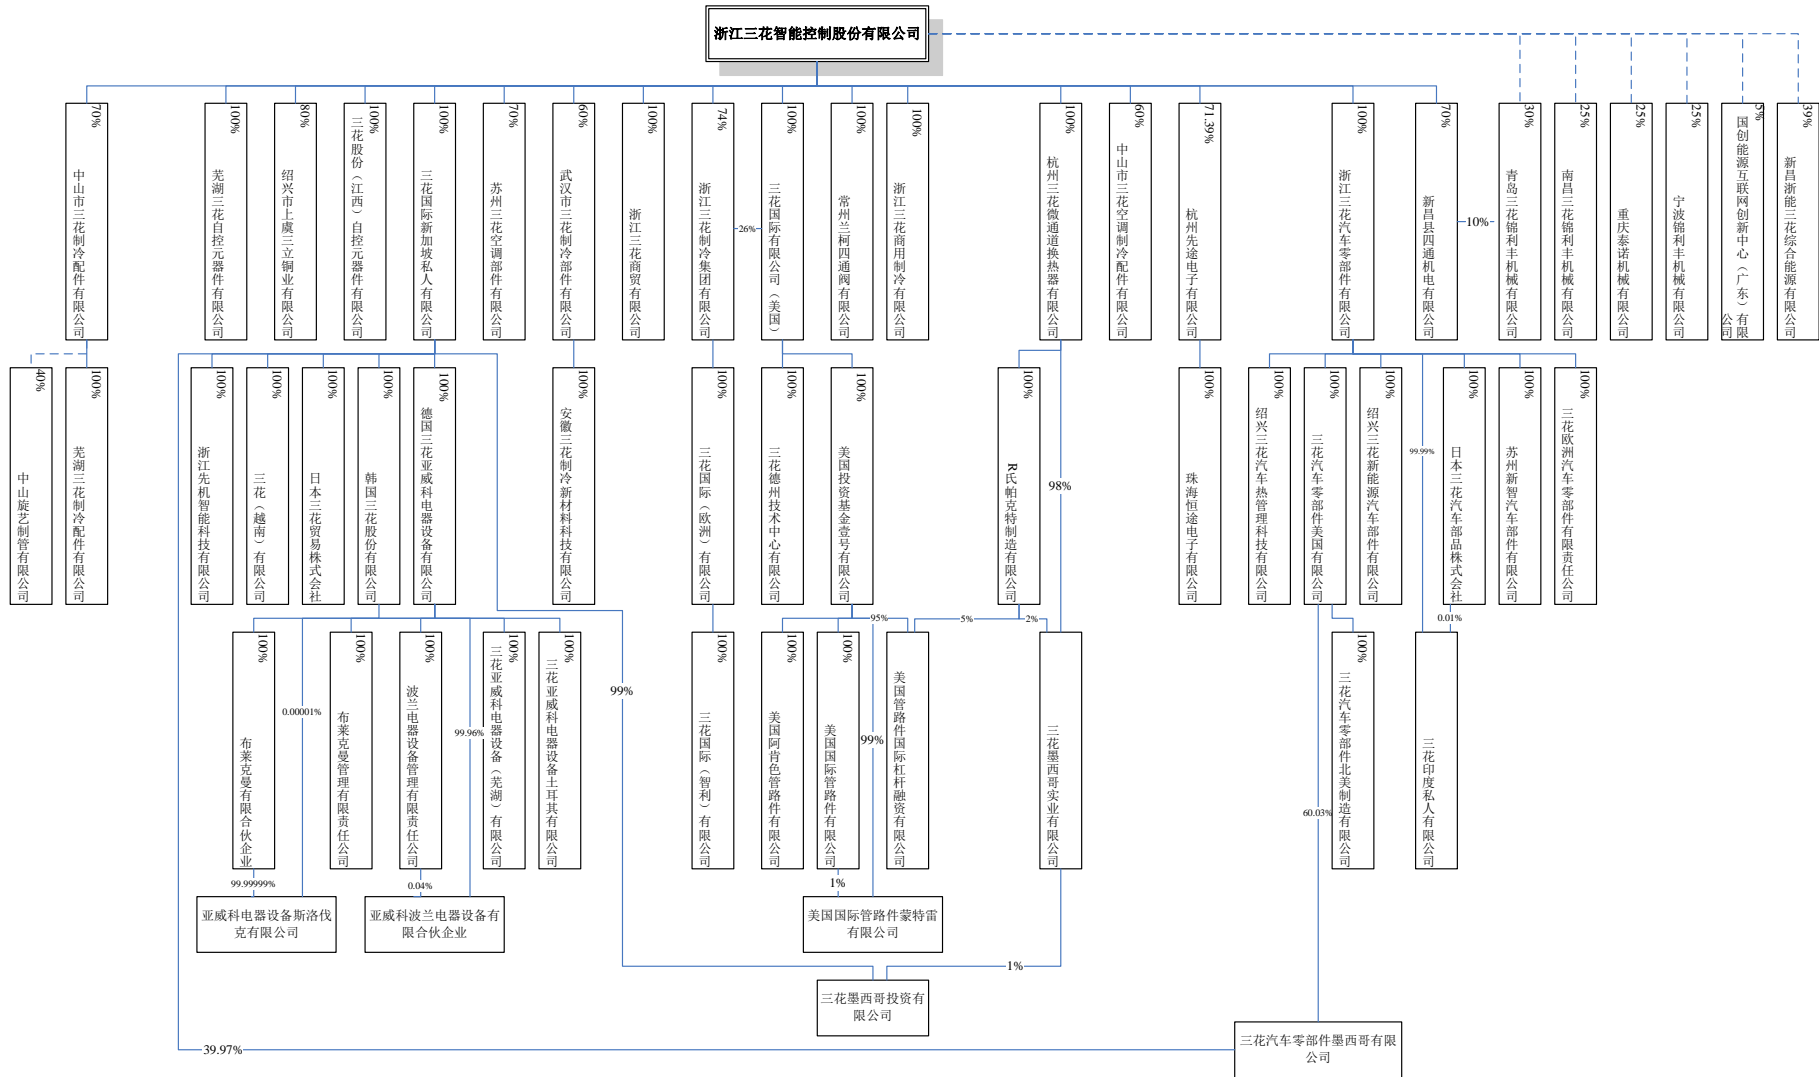 浙江三花智能控制股份有限公司
70%
中山市三花制冷配件有限公司
100%
芜湖三花自控元器件有限公司
80%
绍兴市上虞三立铜业有限公司
100%
三花股份（江西）自控元器件有限公司
100%
三花国际新加坡私人有限公司
70%
苏州三花空调部件有限公司
60%
武汉市三花制冷部件有限公司
100%
浙江三花商贸有限公司
74%
浙江三花制冷集团有限公司
26%
100%
三花国际有限公司（美国）
100%
常州兰柯四通阀有限公司
100%
浙江三花商用制冷有限公司
100%
杭州三花微通道换热器有限公司
60%
中山市三花空调制冷配件有限公司
71.39%
杭州先途电子有限公司
100%
浙江三花汽车零部件有限公司
70%
新昌县四通机电有限公司
10%
30%
青岛三花锦利丰机械有限公司
25%
南昌三花锦利丰机械有限公司
25%
重庆泰诺机械有限公司
25%
宁波锦利丰机械有限公司
5%
国创能源互联网创新中心（广东）有限
公司
39%
新昌浙能三花综合能源有限公司
40%
中山旋艺制管有限公司
100%
芜湖三花制冷配件有限公司
100%
浙江先机智能科技有限公司
100%
三花（越南）有限公司
100%
日本三花贸易株式会社
100%
韩国三花股份有限公司
100%
德国三花亚威科电器设备有限公司
100%
安徽三花制冷新材料科技有限公司
100%
三花国际（欧洲）有限公司
100%
三花德州技术中心有限公司
100%
美国投资基金壹号有限公司
100%
R氏帕克特制造有限公司
98%
100%
珠海恒途电子有限公司
100%
绍兴三花汽车热管理科技有限公司
100%
三花汽车零部件美国有限公司
100%
绍兴三花新能源汽车部件有限公司
99.99%
100%
日本三花汽车部品株式会社
100%
苏州新智汽车部件有限公司
100%
三花欧洲汽车零部件有限责任公司
95%
5%
2%
0.01%
100%
布莱克曼有限合伙企业
0.00001%
100%
布莱克曼管理有限责任公司
100%
波兰电器设备管理有限责任公司
99.96%
100%
三花亚威科电器设备（芜湖）有限公司
100%
三花亚威科电器设备土耳其有限公司
99%
100%
三花国际（智利）有限公司
100%
美国阿肯色管路件有限公司
100%
美国国际管路件有限公司
99%
美国管路件国际杠杆融资有限公司
三花墨西哥实业有限公司
60.03%
100%
三花汽车零部件北美制造有限公司
三花印度私人有限公司
99.99999%
0.04%
1%
亚威科电器设备斯洛伐
克有限公司
亚威科波兰电器设备有
限合伙企业
美国国际管路件蒙特雷
有限公司
1%
三花墨西哥投资有
限公司
39.97%
三花汽车零部件墨西哥有限
公司